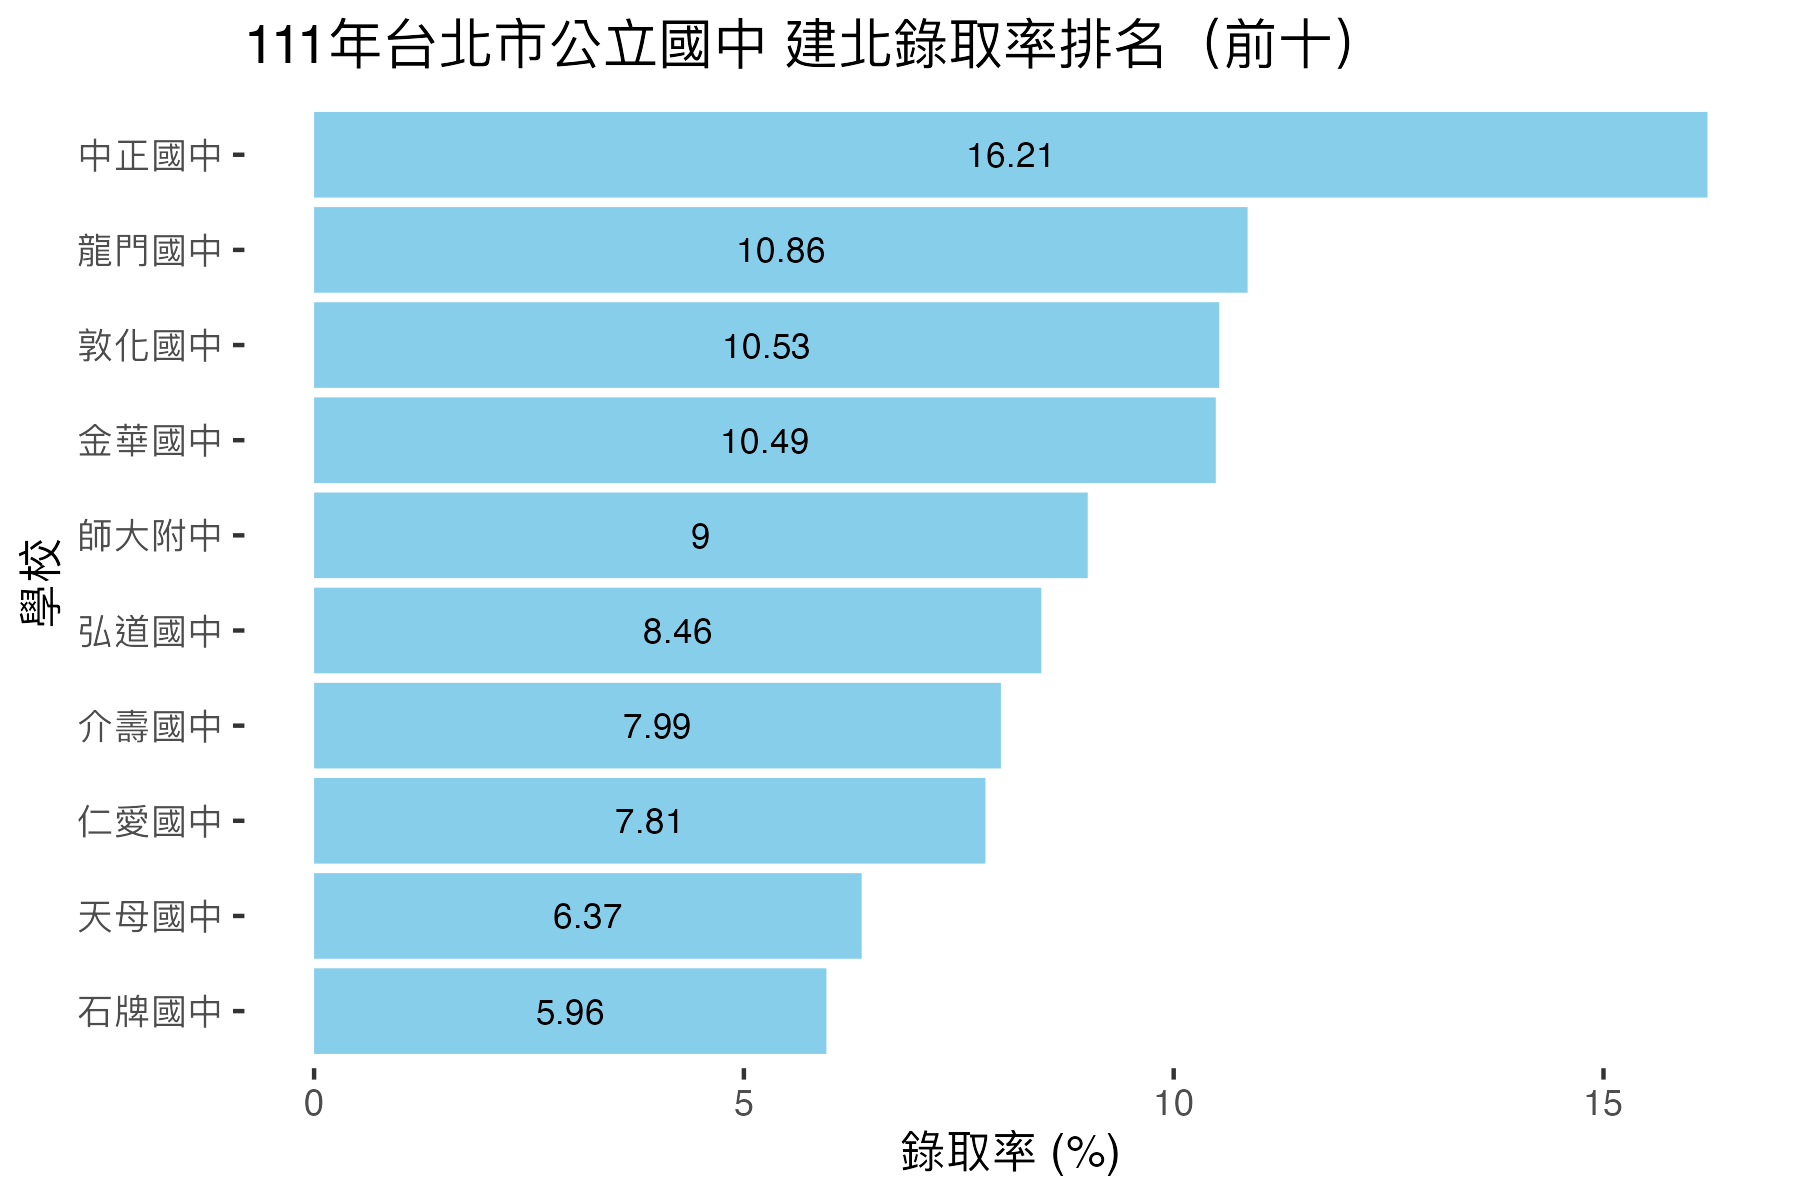 111年台北市公立國中 建北錄取率排名（前十）
學校
中正國中 16.21
龍門國中 10.86
敦化國中 10.53
金華國中 10.49
師大附中 9
弘道國中 8.46
介壽國中 7.99
仁愛國中 7.81
天母國中 6.37
石牌國中 5.96
0 5 10 15
錄取率 (%)